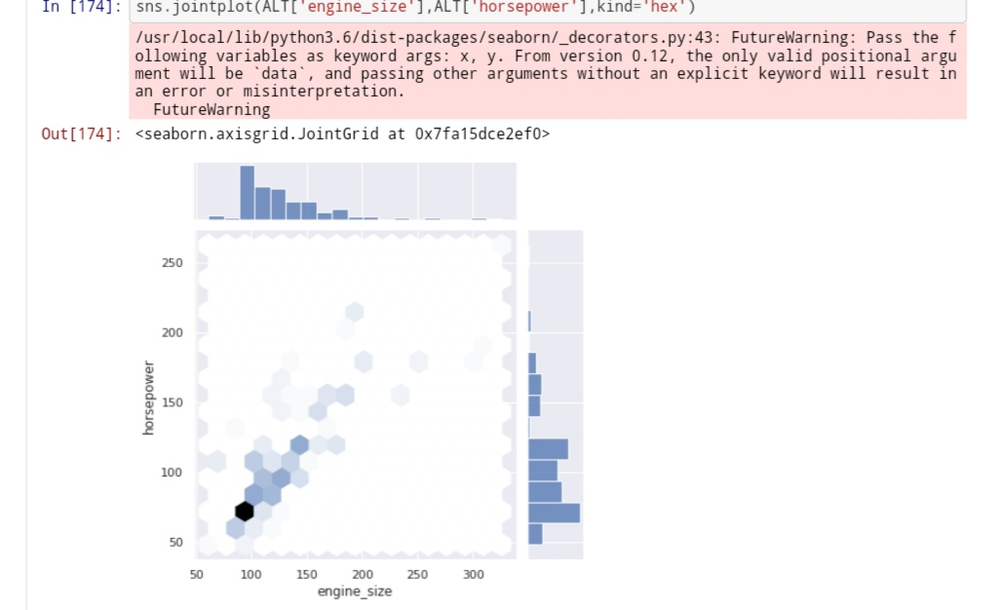 In [174]: sns.jointplot(ALT['engine_size'],ALT['horsepower'],kind='hex')
/usr/local/lib/python3.6/dist-packages/seaborn/_decorators.py:43: FutureWarning: Pass the f
ollowing variables as keyword args: x, y. From version 0.12, the only valid positional argu
ment will be `data`, and passing other arguments without an explicit keyword will result in
an error or misinterpretation.
FutureWarning
Out[174]: <seaborn.axisgrid.JointGrid at 0x7fa15dce2ef0>
250
200
150
100
50
horsepower
50 100 150 200 250 300
engine_size